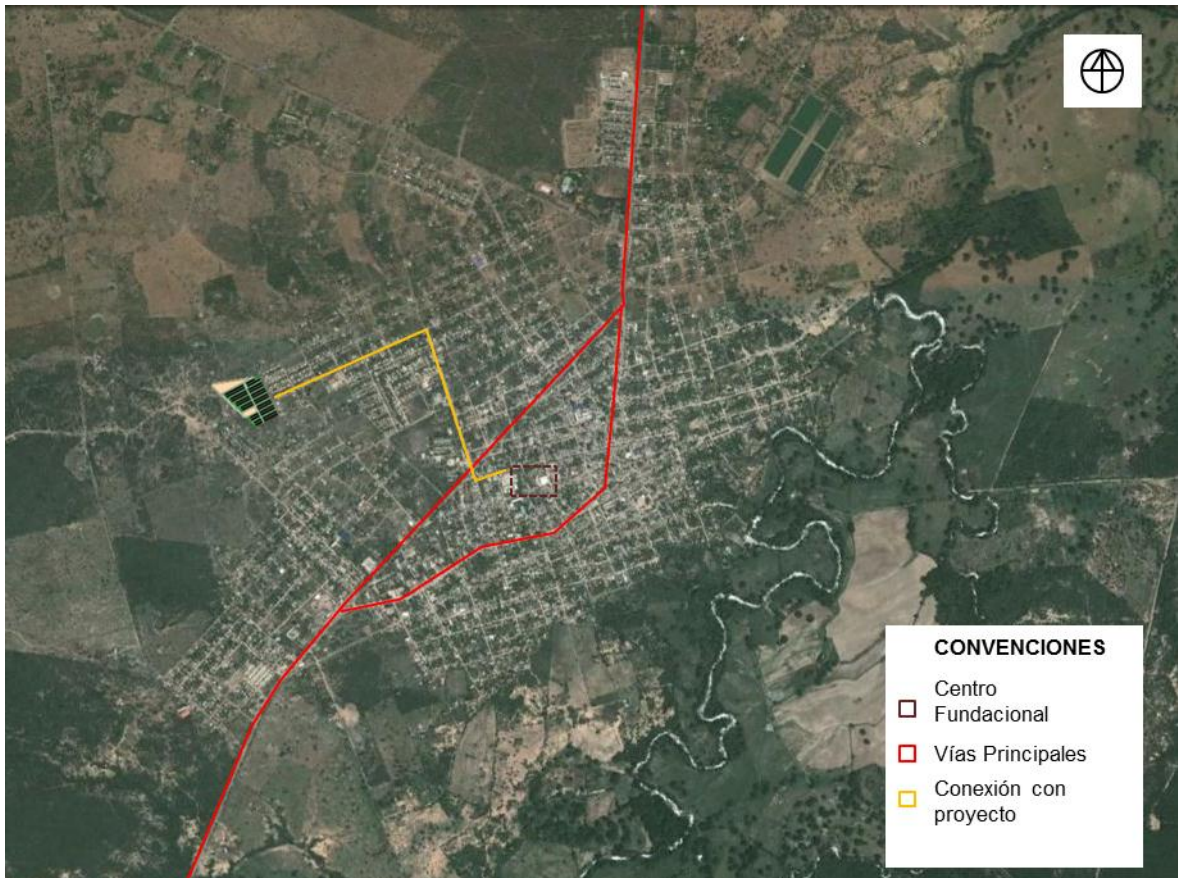 CONVENCIONES
Centro
Fundacional
Vías Principales
Conexión con
proyecto